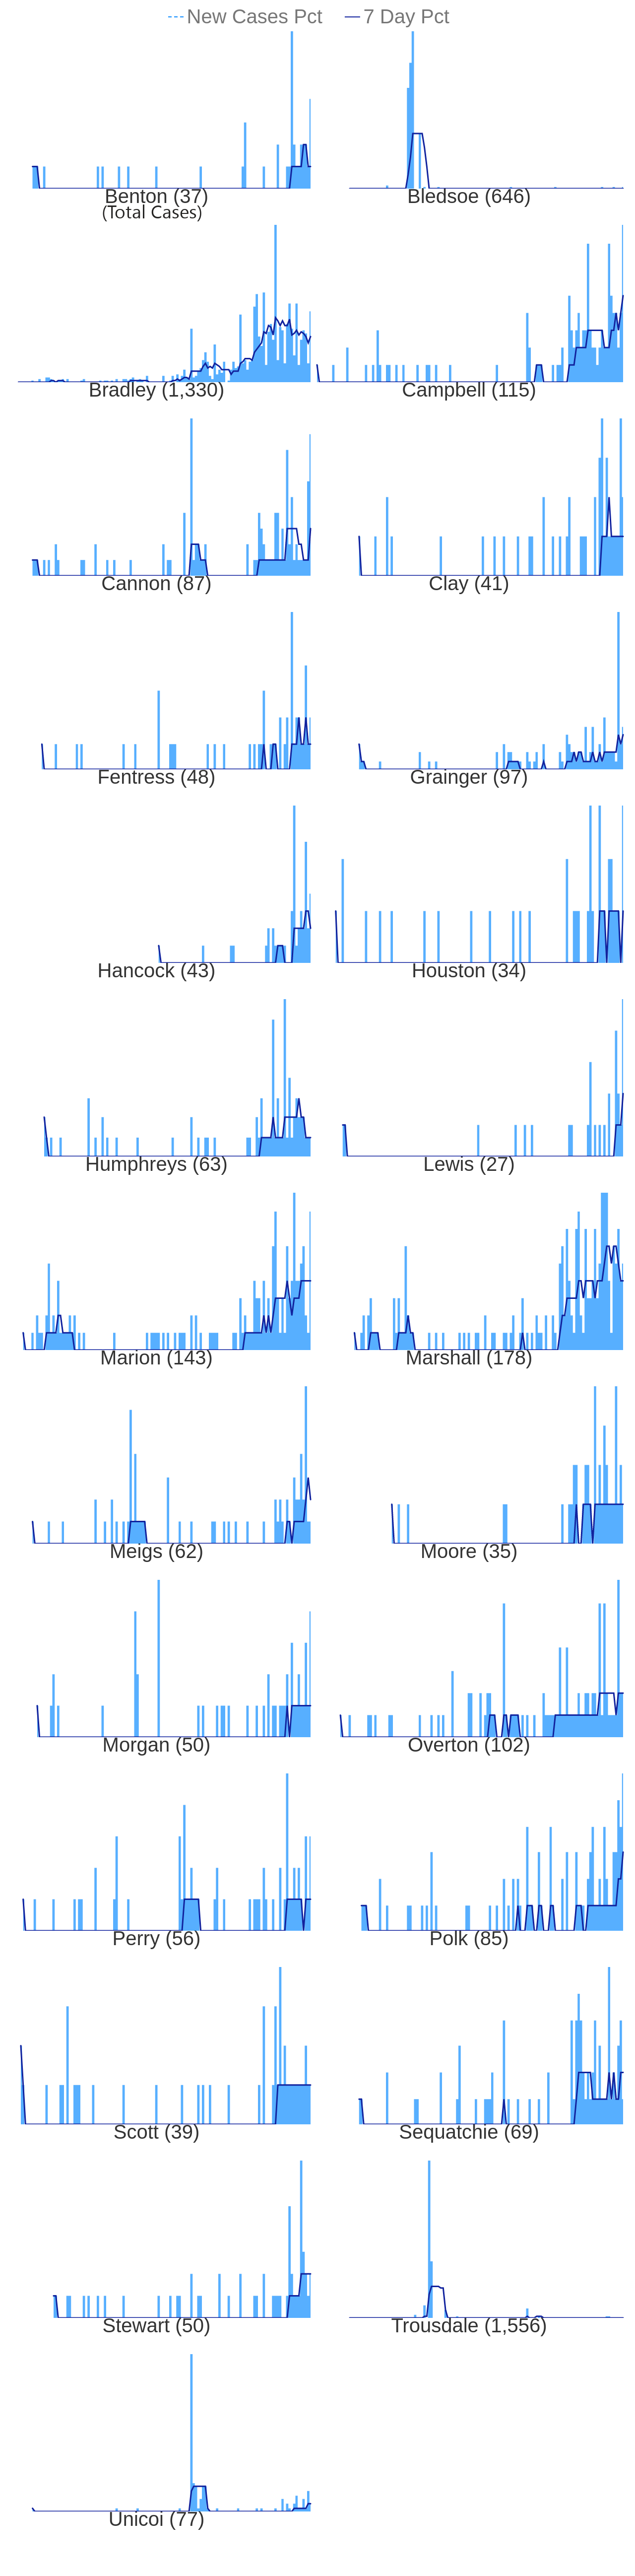 New Cases Pct 7 Day Pct
Benton (37) Bledsoe (646)
(Total Cases)
Bradley (1,330) Campbell (115)
Cannon (87) Clay (41)
Fentress (48) Grainger (97)
Hancock (43) Houston (34)
Humphreys (63) Lewis (27)
Marion (143) Marshall (178)
Meigs (62) Moore (35)
Morgan (50) Overton (102)
Perry (56) Polk (85)
Scott (39) Sequatchie (69)
Stewart (50) Trousdale (1,556)
Unicoi (77)